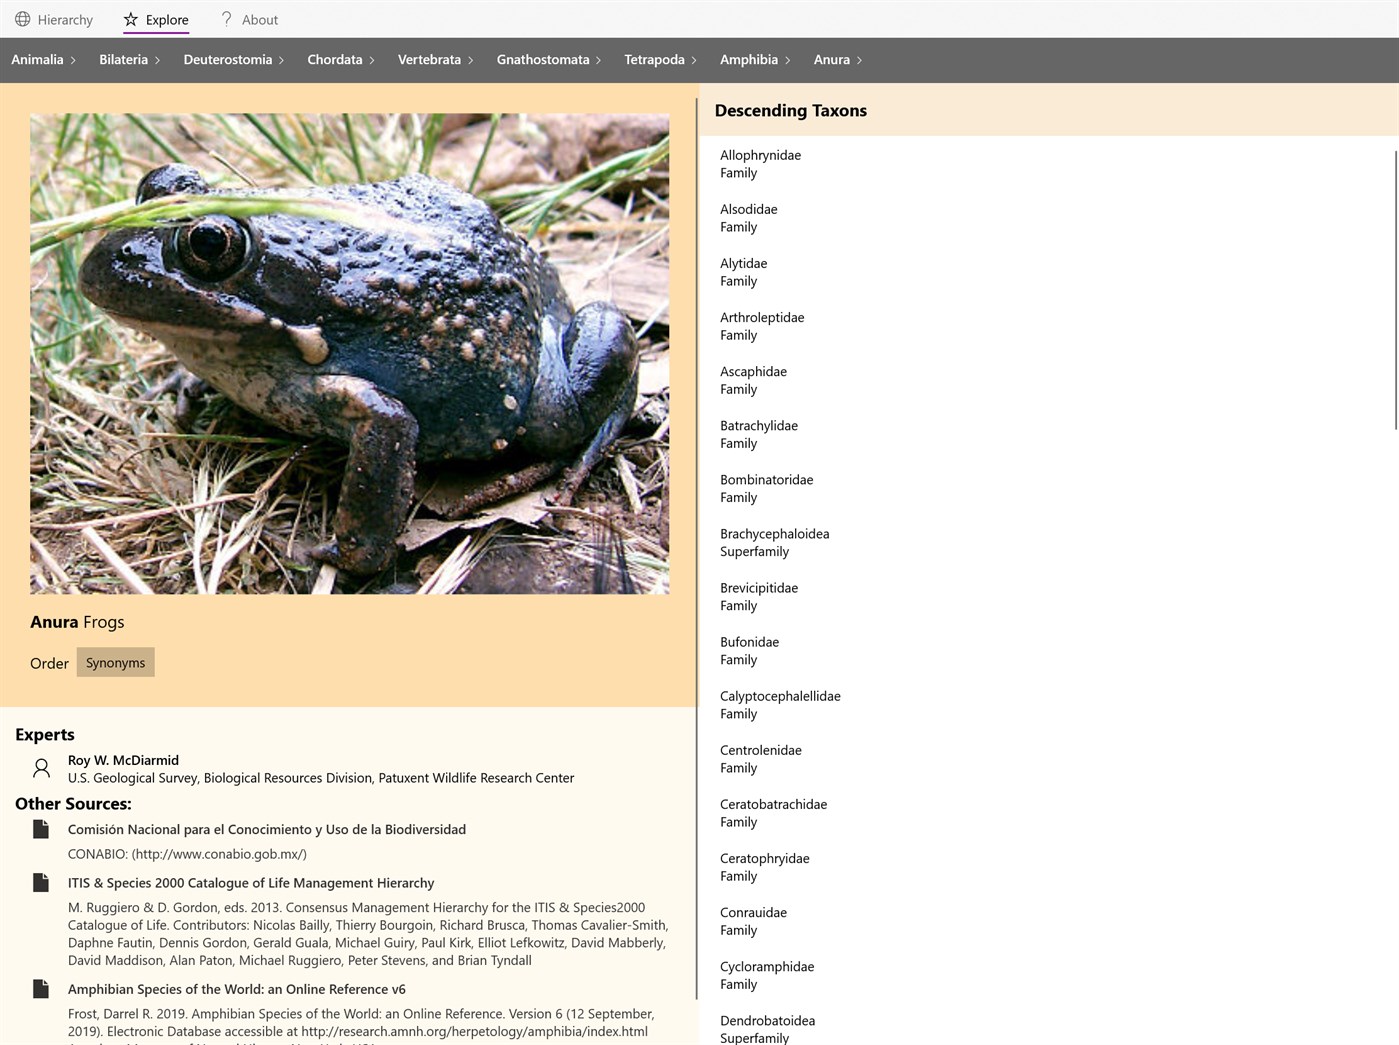 Hierarchy
Explore
About
Animalia
Bilateria
Deuterostomia
Chordata
Vertebrata
Gnathostomata
Tetrapoda
Amphibia
Anura
Anura Frogs
Order
Synonyms
Experts
Roy W. McDiarmid
U.S. Geological Survey, Biological Resources Division, Patuxent Wildlife Research Center
Other Sources:
Comisión Nacional para el Conocimiento y Uso de la Biodiversidad
CONABIO: (http://www.conabio.gob.mx/)
ITIS & Species 2000 Catalogue of Life Management Hierarchy
M. Ruggiero & D. Gordon, eds. 2013. Consensus Management Hierarchy for the ITIS & Species2000
Catalogue of Life. Contributors: Nicolas Bailly, Thierry Bourgoin, Richard Brusca, Thomas Cavalier-Smith,
Daphne Fautin, Dennis Gordon, Gerald Guala, Michael Guiry, Paul Kirk, Elliot Lefkowitz, David Mabberly,
David Maddison, Alan Paton, Michael Ruggiero, Peter Stevens, and Brian Tyndall
Amphibian Species of the World: an Online Reference v6
Frost, Darrel R. 2019. Amphibian Species of the World: an Online Reference. Version 6 (12 September,
2019). Electronic Database accessible at http://research.amnh.org/herpetology/amphibia/index.html
Descending Taxons
Allophrynidae
Family
Alsodidae
Family
Alytidae
Family
Arthroleptidae
Family
Ascaphidae
Family
Batrachylidae
Family
Bombinatoridae
Family
Brachycephaloidea
Superfamily
Brevicipitidae
Family
Bufonidae
Family
Calyptocephalellidae
Family
Centrolenidae
Family
Ceratobatrachidae
Family
Ceratophryidae
Family
Conrauidae
Family
Cycloramphidae
Family
Dendrobatoidea
Superfamily